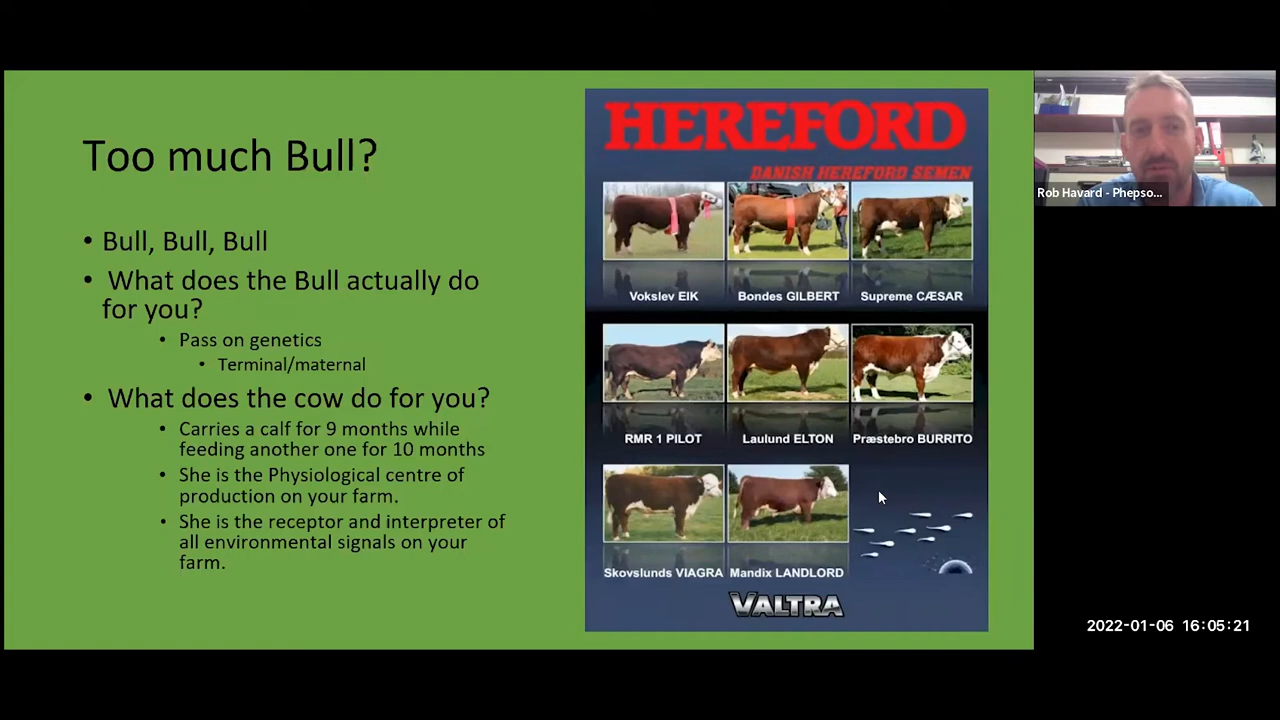 Too much Bull?
• Bull, Bull, Bull
• What does the Bull actually do
for you?
• Pass on genetics
• Terminal/maternal
• What does the cow do for you?
• Carries a calf for 9 months while
feeding another one for 10 months
• She is the Physiological centre of
production on your farm.
• She is the receptor and interpreter of
all environmental signals on your
farm.
HEREFORD
DANISH HEREFORD SEMEN
Vokslev EIK
Bondes GILBERT
Supreme CÆSAR
RMR 1 PILOT
Laulund ELTON
Præstebro BURRITO
Skovslunds VIAGRA
Mandix LANDLORD
VALTRA
Rob Havard - Phepso...
2022-01-06 16:05:21